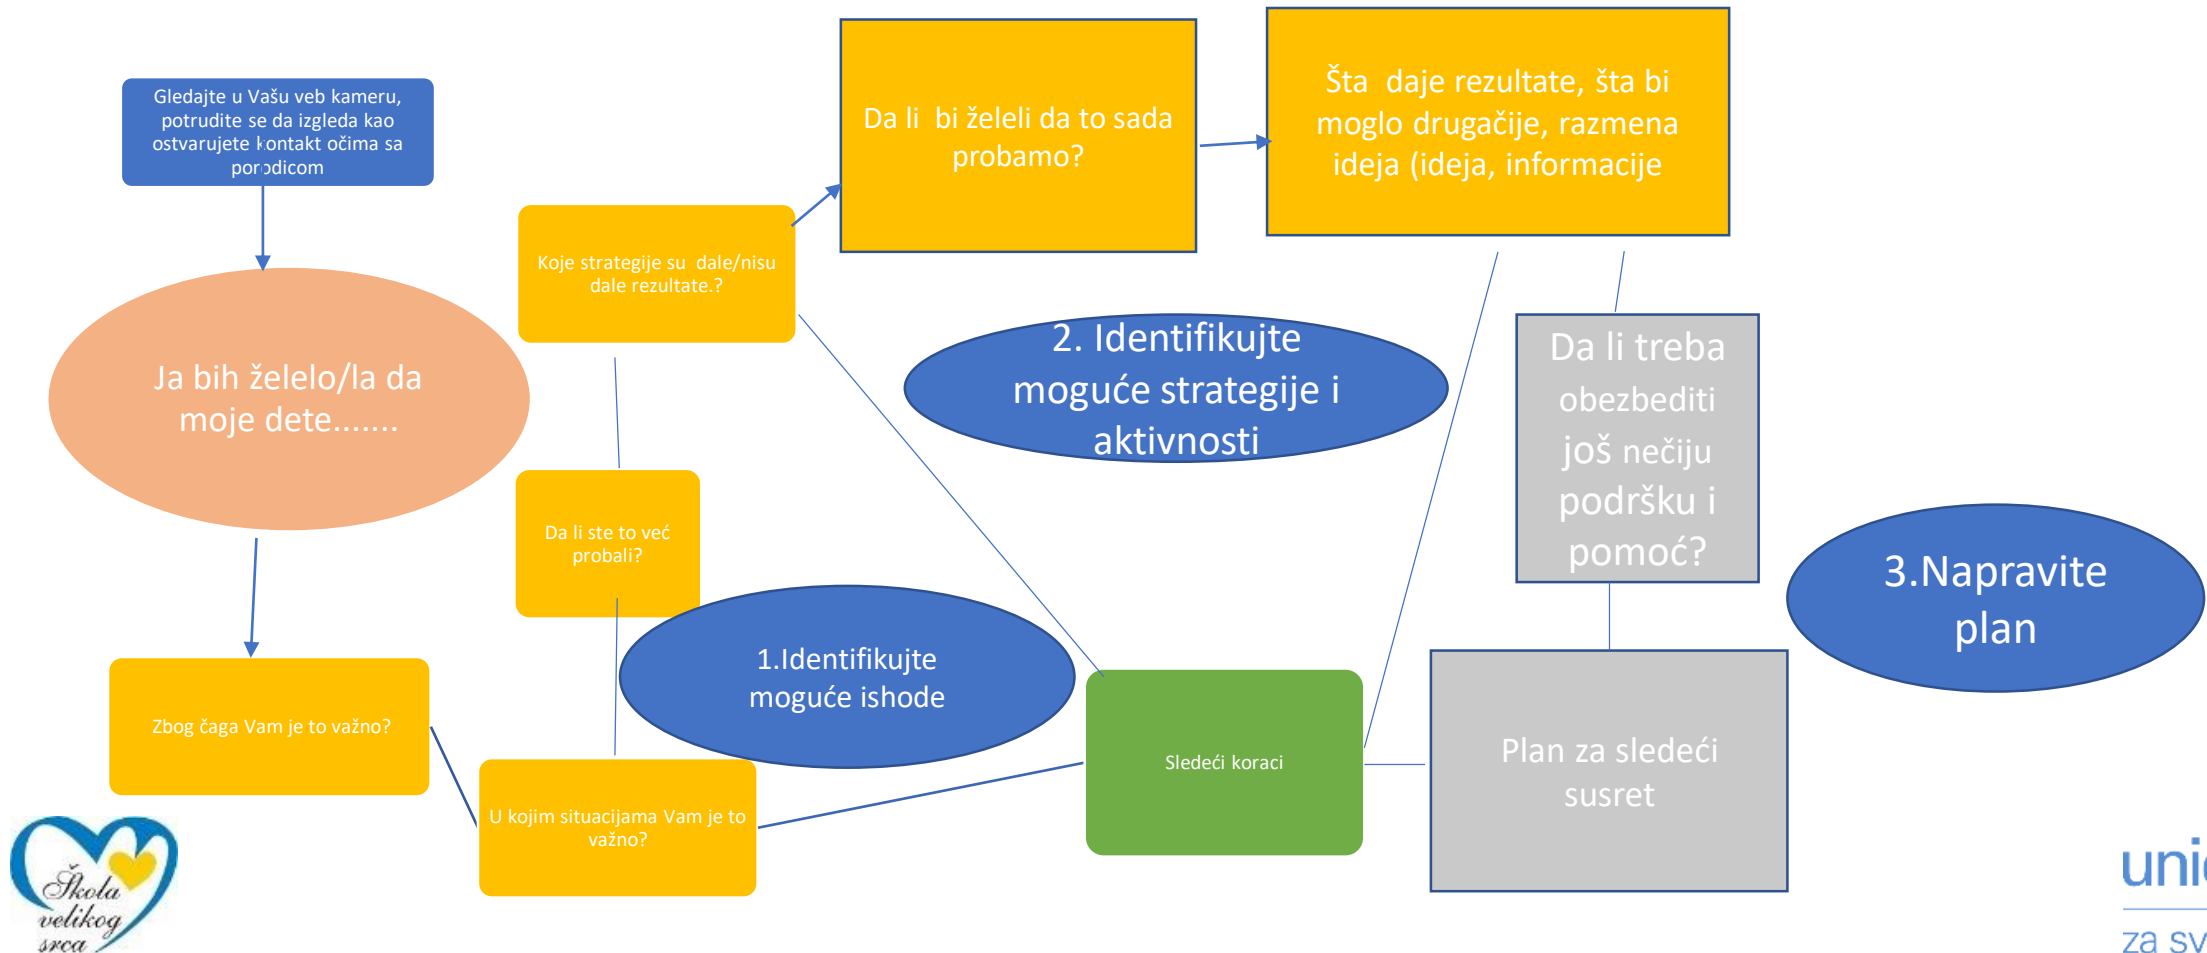 Gledajte u Vašu veb kameru,
potrudite se da izgleda kao
ostvarujete kontakt očima sa
porodicom
Ja bih želelo/la da
moje dete.......
Zbog čaga Vam je to važno?
U kojim situacijama Vam je to
važno?
Da li ste to već
probali?
Koje strategije su  dale/nisu
dale rezultate.?
Da li  bi želeli da to sada
probamo?
Šta  daje rezultate, šta bi
moglo drugačije, razmena
ideja (ideja, informacije
1.Identifikujte
moguće ishode
2. Identifikujte
moguće strategije i
aktivnosti
Da li treba
obezbediti
još nečiju
podršku i
pomoć?
3.Napravite
plan
Sledeći koraci
Plan za sledeći
susret
Škola
velikog
srca
za sv